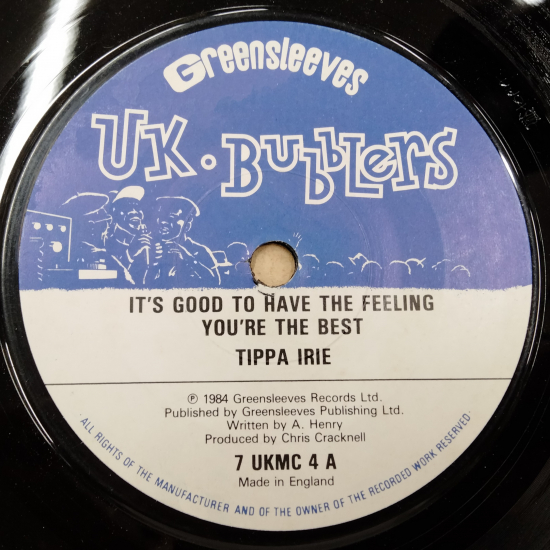 Greensleeves
UK · BUbblers
IT'S GOOD TO HAVE THE FEELING
YOU'RE THE BEST
TIPPA IRIE
℗ 1984 Greensleeves Records Ltd.
Published by Greensleeves Publishing Ltd.
Written by A. Henry
Produced by Chris Cracknell
7 UKMC 4 A
Made in England
· ALL RIGHTS OF THE MANUFACTURER AND OF THE OWNER OF THE RECORDED WORK RESERVED ·